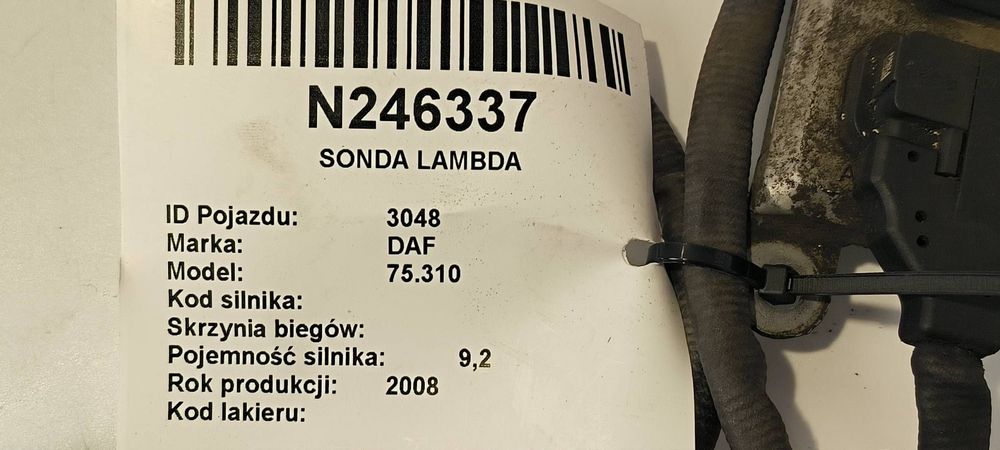 N246337
SONDA LAMBDA
ID Pojazdu: 3048
Marka: DAF
Model: 75.310
Kod silnika:
Skrzynia biegów:
Pojemność silnika: 9,2
Rok produkcji: 2008
Kod lakieru: